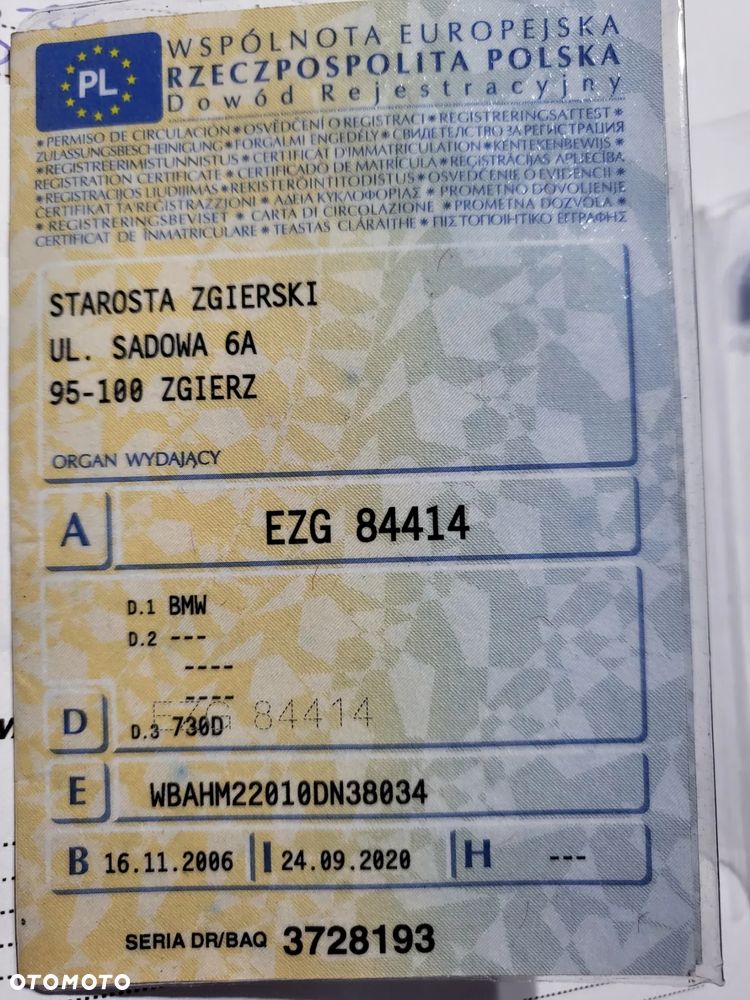 PL
WSPÓLNOTA EUROPEJSKA
RZECZPOSPOLITA POLSKA
Dowód Rejestracyjny
* PERMISO DE CIRCULACIÓN * OSVĚDČENÍ O REGISTRACI * REGISTRERINGSATTEST *
ZULASSUNGSBESCHEINIGUNG * FORGALMI ENGEDÉLY * СВИДЕТЕЛСТВО ЗА РЕГИСТРАЦИЯ
* REGISTREERIMISTUNNISTUS * CERTIFICAT D'IMMATRICULATION * KENTEKENBEWIJS *
REGISTRATION CERTIFICATE * CERTIFICADO DE MATRÍCULA * REĢISTRĀCIJAS APLIECĪBA
* REGISTRACIJOS LIUDIJIMAS * REKISTERÖINTITODISTUS * OSVEDČENIE O EVIDENCII *
ĊERTIFIKAT TA' REĠISTRAZZJONI * ΑΔΕΙΑ ΚΥΚΛΟΦΟΡΙΑΣ * PROMETNO DOVOLJENJE
* REGISTRERINGSBEVISET * CARTA DI CIRCOLAZIONE * PROMETNA DOZVOLA *
CERTIFICAT DE ÎNMATRICULARE * TEASTAS CLÁRAITHE * ΠΙΣΤΟΠΟΙΗΤΙΚΟ ΕΓΓΡΑΦΗΣ
STAROSTA ZGIERSKI
UL. SADOWA 6A
95-100 ZGIERZ
ORGAN WYDAJĄCY
A EZG 84414
D.1 BMW
D.2 ---
----
----
EZG 84414
D D.3 730D
E WBAHM22010DN38034
B 16.11.2006 I 24.09.2020 H ---
SERIA DR/BAQ 3728193
OTOMOTO